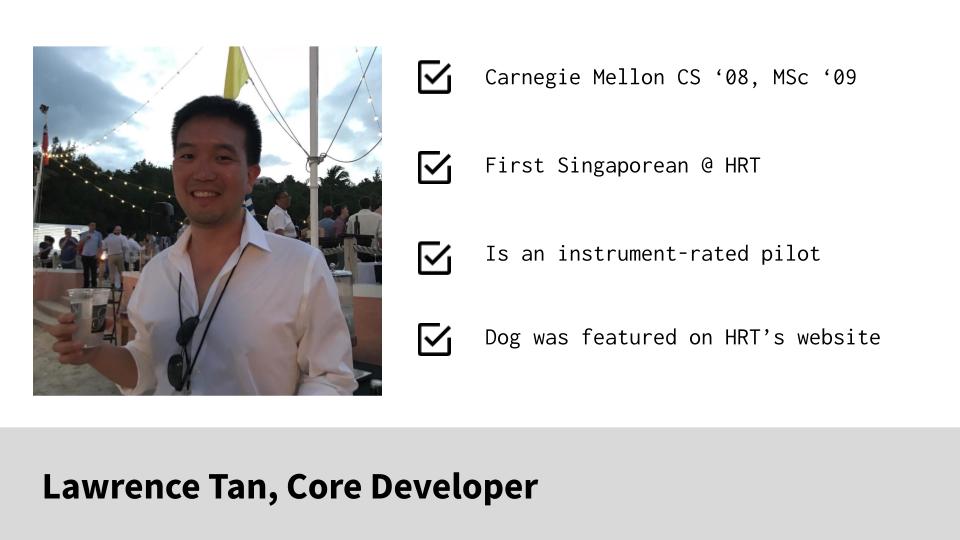 Carnegie Mellon CS ‘08, MSc ‘09
First Singaporean @ HRT
Is an instrument-rated pilot
Dog was featured on HRT’s website
Lawrence Tan, Core Developer